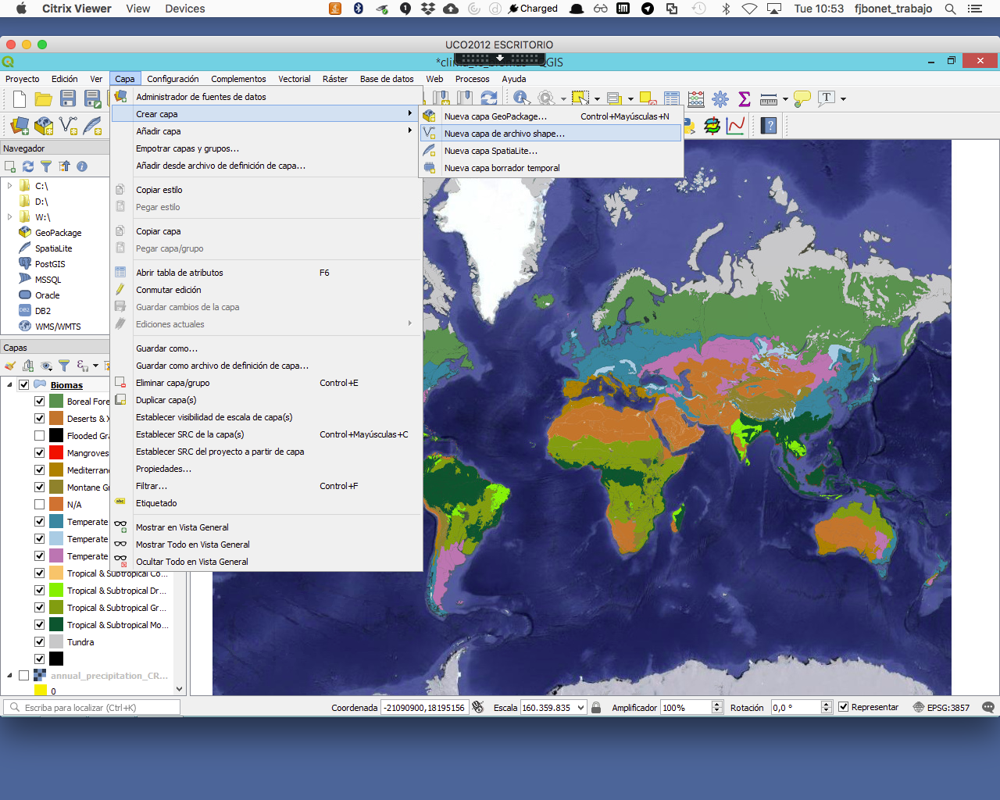 Citrix Viewer View Devices Charged Tue 10:53 fjbonet_trabajo
UCO2012 ESCRITORIO
GIS
Proyecto Edición Ver Capa Configuración Complementos Vectorial Ráster Base de datos Web Procesos Ayuda
Administrador de fuentes de datos
Crear capa
Añadir capa
Empotrar capas y grupos...
Añadir desde archivo de definición de capa...
Copiar estilo
Pegar estilo
Copiar capa
Pegar capa/grupo
Abrir tabla de atributos F6
Conmutar edición
Guardar cambios de la capa
Ediciones actuales
Guardar como...
Guardar como archivo de definición de capa...
Eliminar capa/grupo Control+E
Duplicar capa(s)
Establecer visibilidad de escala de capa(s)
Establecer SRC de la capa(s) Control+Mayúsculas+C
Establecer SRC del proyecto a partir de capa
Propiedades...
Filtrar... Control+F
Etiquetado
abc
Mostrar en Vista General
Mostrar Todo en Vista General
Ocultar Todo en Vista General
Nueva capa GeoPackage... Control+Mayúsculas+N
Nueva capa de archivo shape...
Nueva capa SpatiaLite...
Nueva capa borrador temporal
Navegador
C:\
D:\
W:\
GeoPackage
SpatiaLite
PostGIS
MSSQL
Oracle
DB2
WMS/WMTS
Capas
Biomas
Boreal Fore
Deserts & X
Flooded Gra
Mangroves
Mediterrane
Montane Gr
N/A
Temperate
Temperate
Temperate
Tropical & Subtropical Co...
Tropical & Subtropical Dr...
Tropical & Subtropical Gr...
Tropical & Subtropical Mo...
Tundra
annual_precipitation_CR...
0
Escriba para localizar (Ctrl+K) Coordenada -21090900,18195156 Escala 160.359.835 Amplificador 100% Rotación 0,0 ° Representar EPSG:3857